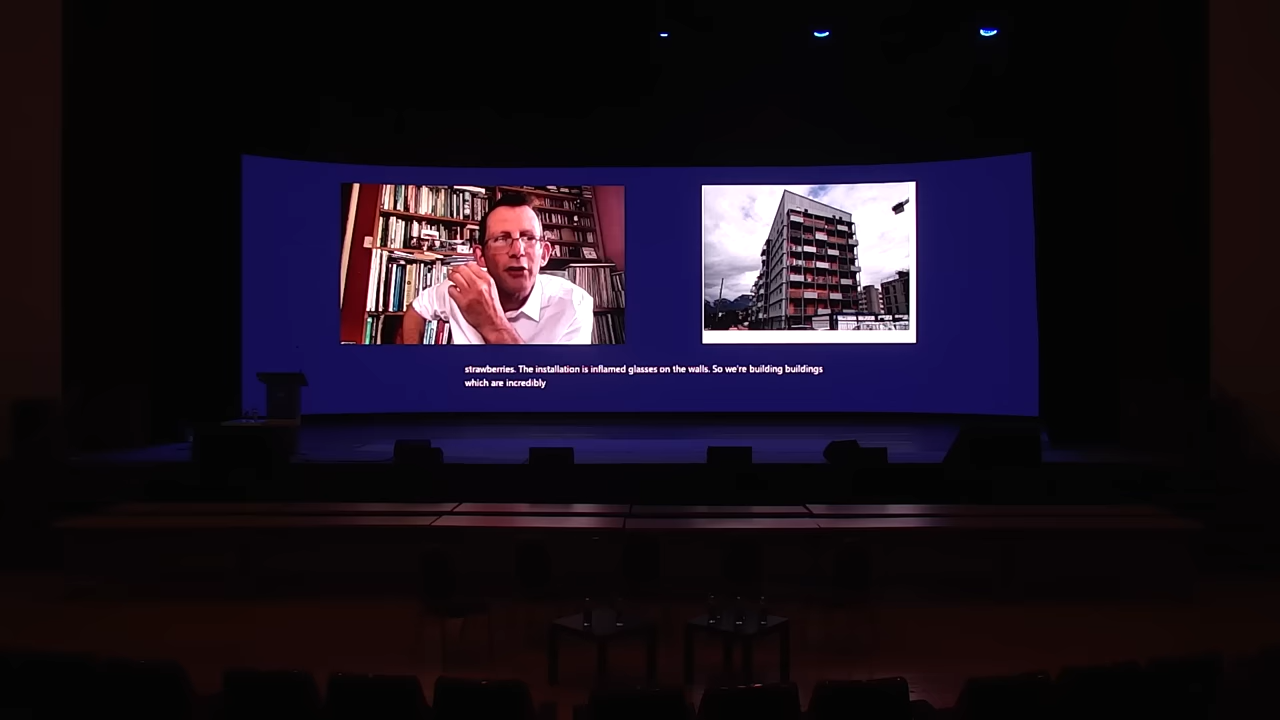 strawberries. The installation is inflamed glasses on the walls. So we're building buildings
which are incredibly